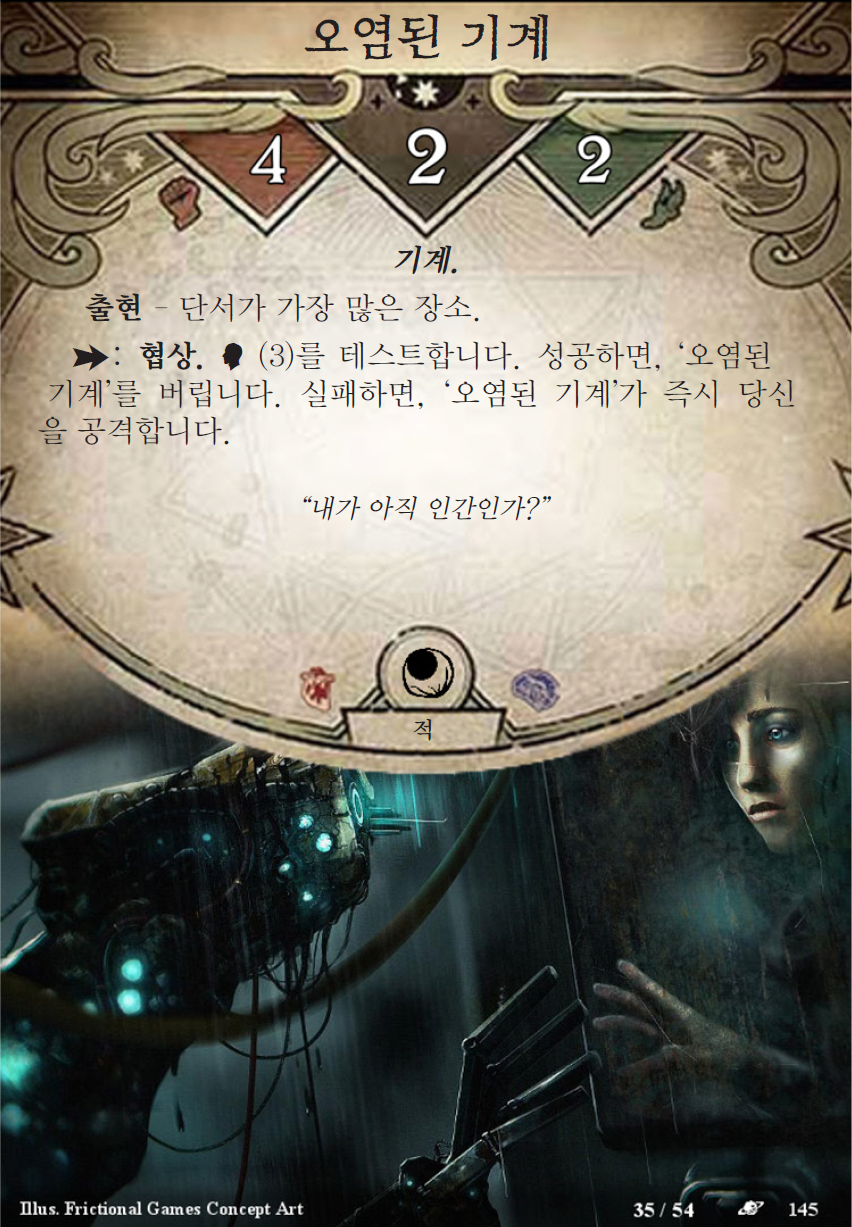 오염된 기계
4 2 2
기계.
출현 – 단서가 가장 많은 장소.
: 협상. (3)를 테스트합니다. 성공하면, ‘오염된
기계’를 버립니다. 실패하면, ‘오염된 기계’가 즉시 당신
을 공격합니다.
“내가 아직 인간인가?”
적
Illus. Frictional Games Concept Art 35 / 54 145